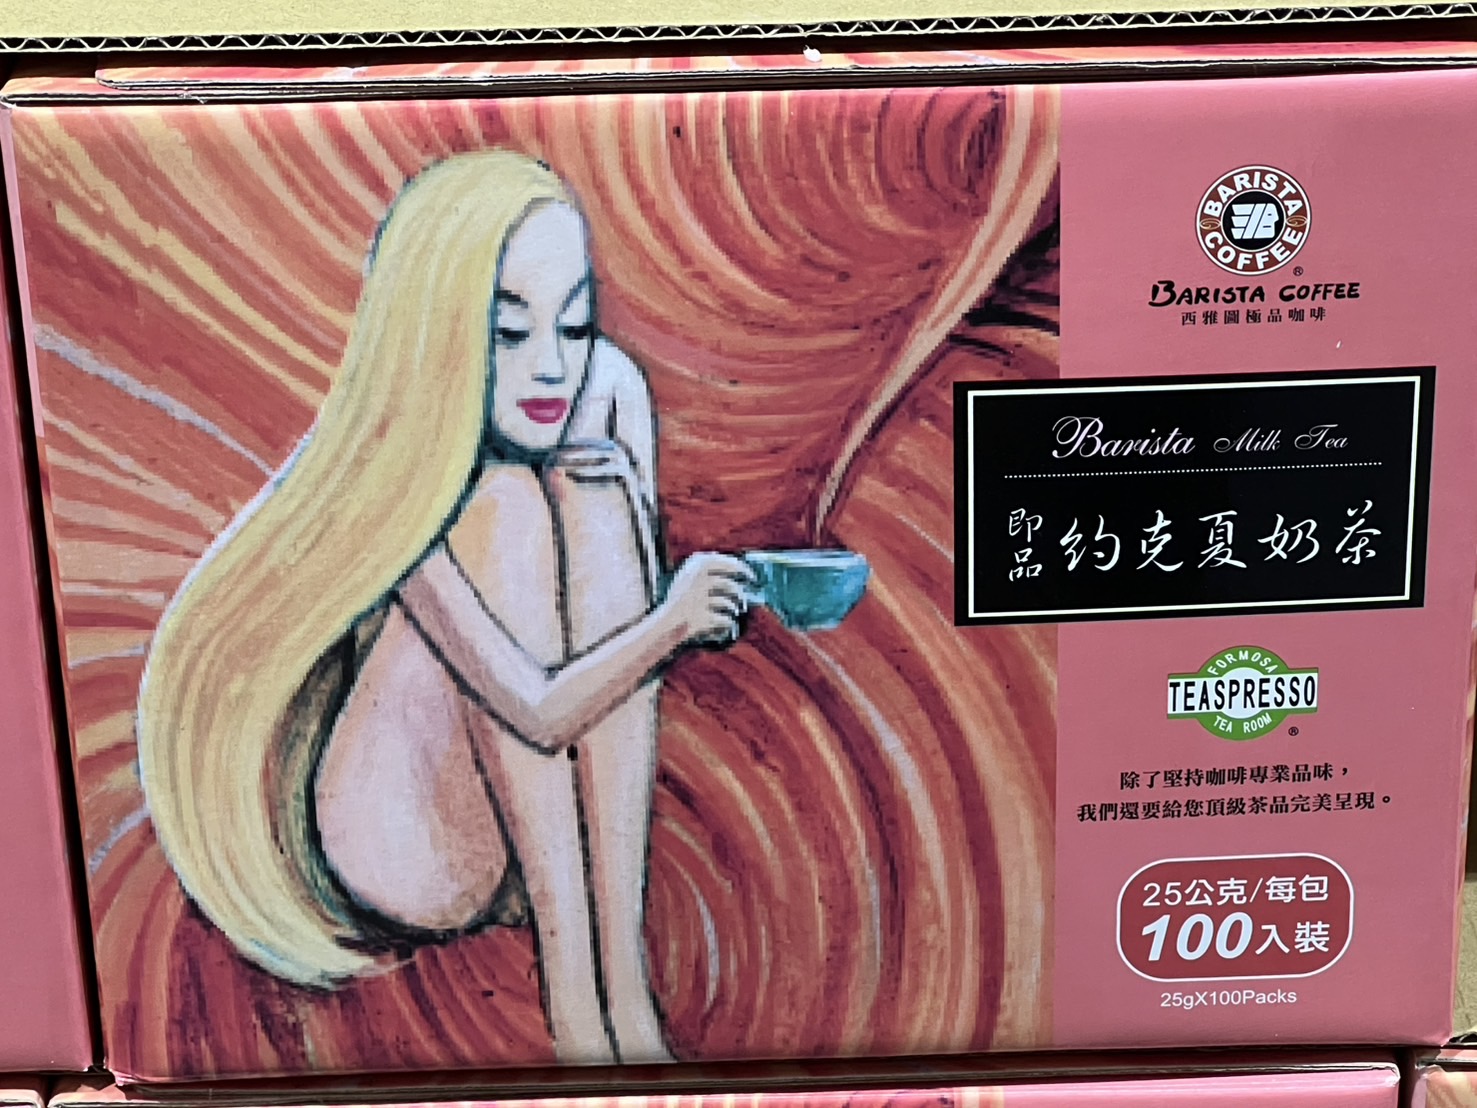 BARISTA COFFEE
®
BARISTA COFFEE
西雅圖極品咖啡
Barista Milk Tea
即品 約克夏奶茶
FORMOSA
TEASPRESSO
TEA ROOM
®
除了堅持咖啡專業品味，
我們還要給您頂級茶品完美呈現。
25公克/每包
100入裝
25gX100Packs